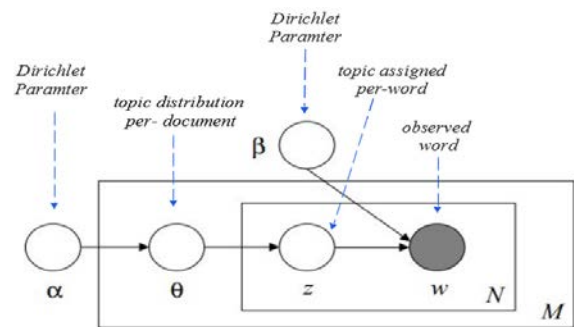 Dirichlet
Paramter
Dirichlet
Paramter
topic distribution
per- document
topic assigned
per-word
observed
word
β
α
θ
z
w
N
M